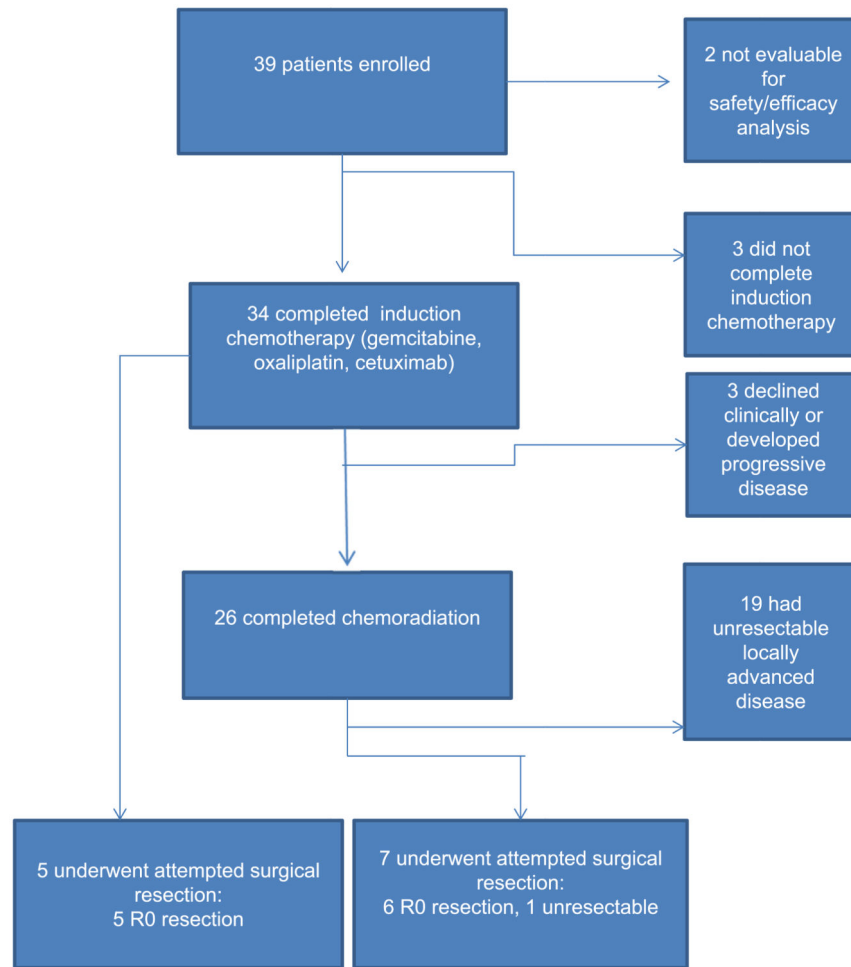 39 patients enrolled
2 not evaluable
for
safety/efficacy
analysis
3 did not
complete
induction
chemotherapy
34 completed  induction
chemotherapy (gemcitabine,
oxaliplatin, cetuximab)
3 declined
clinically or
developed
progressive
disease
26 completed chemoradiation
19 had
unresectable
locally
advanced
disease
5 underwent attempted surgical
resection:
5 R0 resection
7 underwent attempted surgical
resection:
6 R0 resection, 1 unresectable